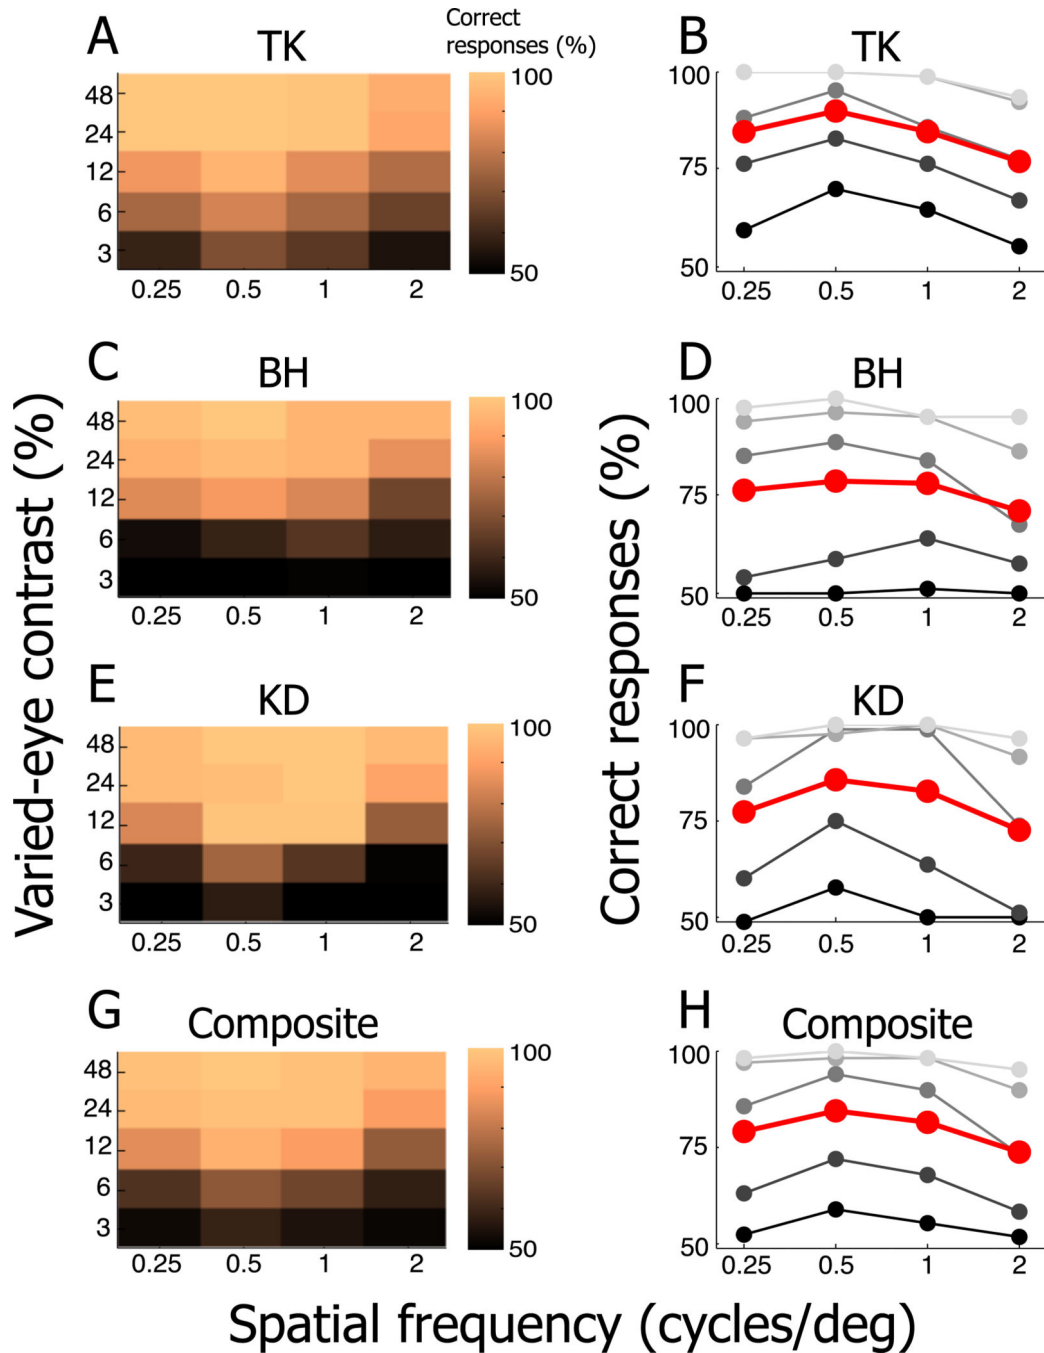 A
TK
Correct
responses (%)
100
48
24
12
6
3
50
0.25 0.5 1 2
B
TK
100
75
50
0.25 0.5 1 2
C
BH
100
48
24
12
6
3
50
0.25 0.5 1 2
D
BH
100
75
50
0.25 0.5 1 2
Varied-eye contrast (%)
Correct responses (%)
E
KD
100
48
24
12
6
3
50
0.25 0.5 1 2
F
KD
100
75
50
0.25 0.5 1 2
G
Composite
100
48
24
12
6
3
50
0.25 0.5 1 2
H
Composite
100
75
50
0.25 0.5 1 2
Spatial frequency (cycles/deg)